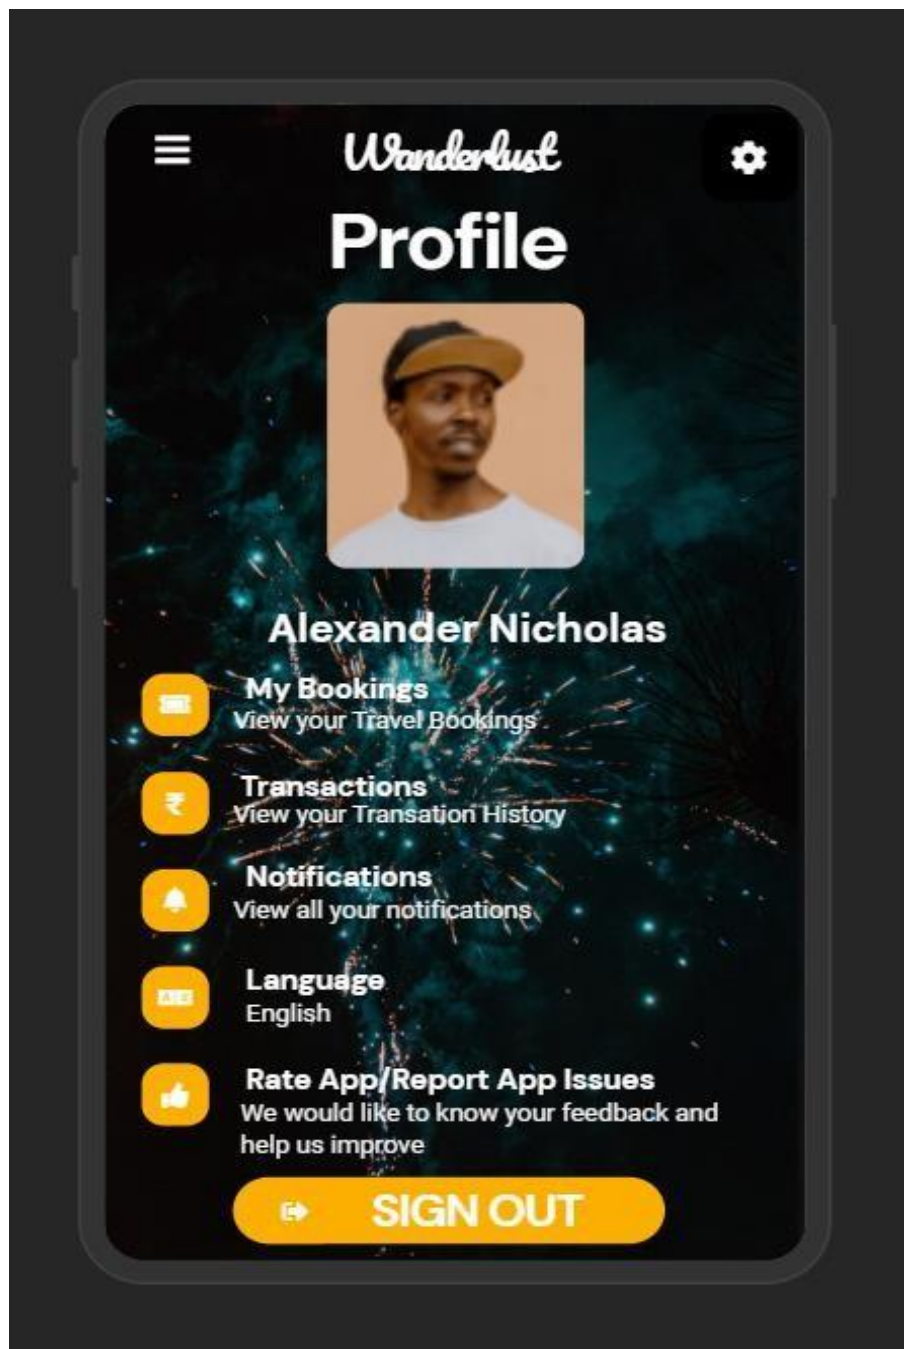 Wanderlust
Profile
Alexander Nicholas
My Bookings
View your Travel Bookings
Transactions
View your Transation History
Notifications
View all your notifications
Language
English
Rate App/Report App Issues
We would like to know your feedback and
help us improve
SIGN OUT